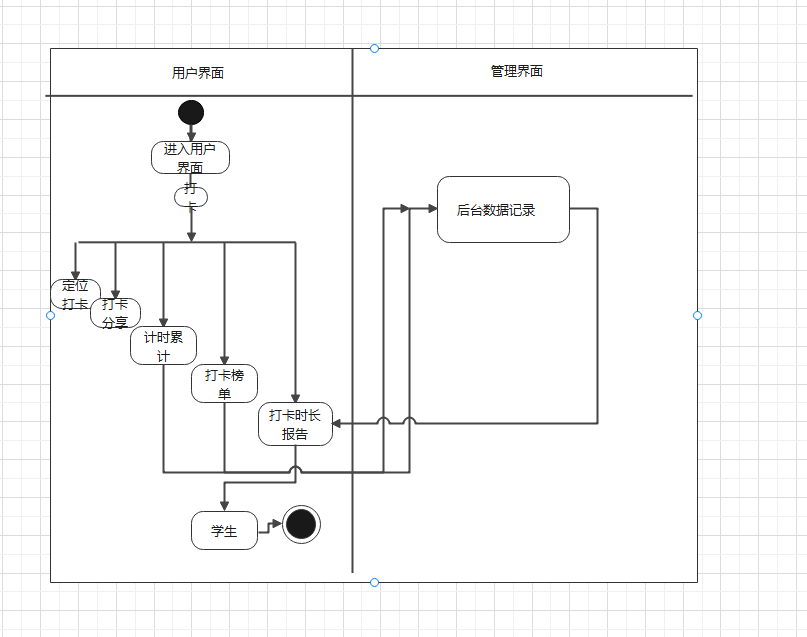 用户界面
管理界面
进入用户
界面
打
卡
后台数据记录
定位
打卡
打卡
分享
计时累
计
打卡榜
单
打卡时长
报告
学生